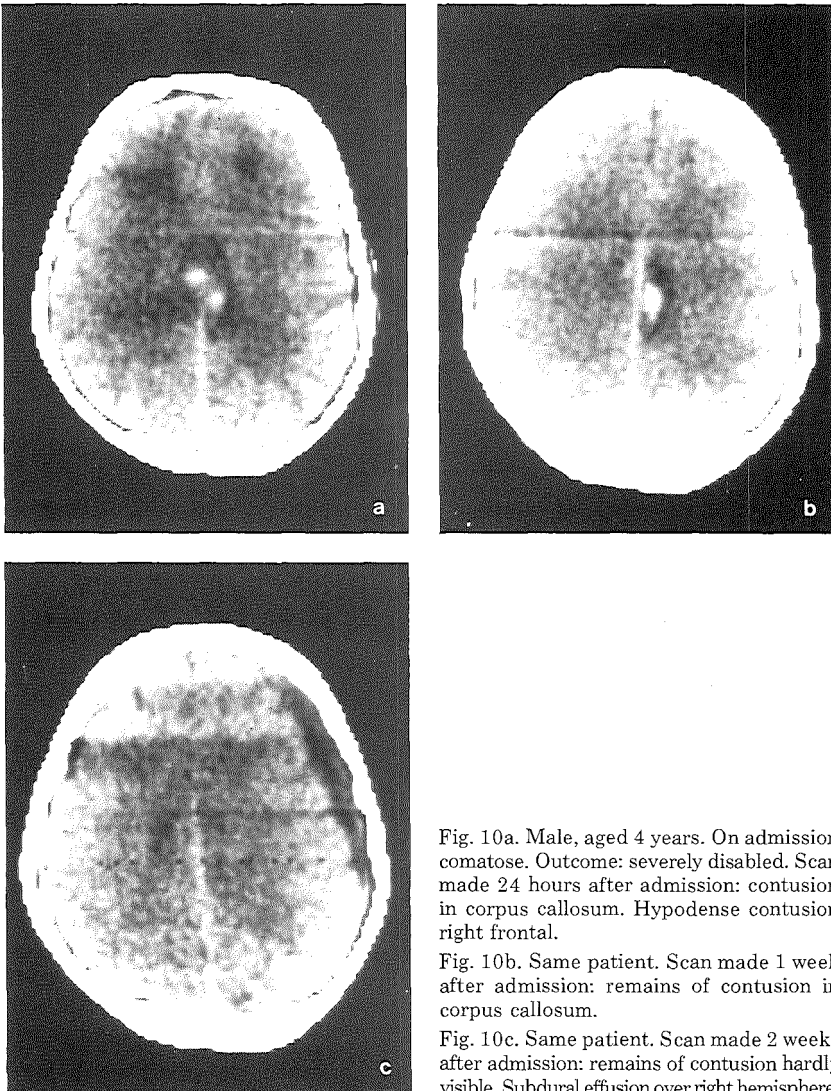 a
b
c
Fig. 10a. Male, aged 4 years. On admission
comatose. Outcome: severely disabled. Scan
made 24 hours after admission: contusion
in corpus callosum. Hypodense contusion
right frontal.
Fig. 10b. Same patient. Scan made 1 week
after admission: remains of contusion in
corpus callosum.
Fig. 10c. Same patient. Scan made 2 week
after admission: remains of contusion hardly
visible. Subdural effusion over right hemisphere